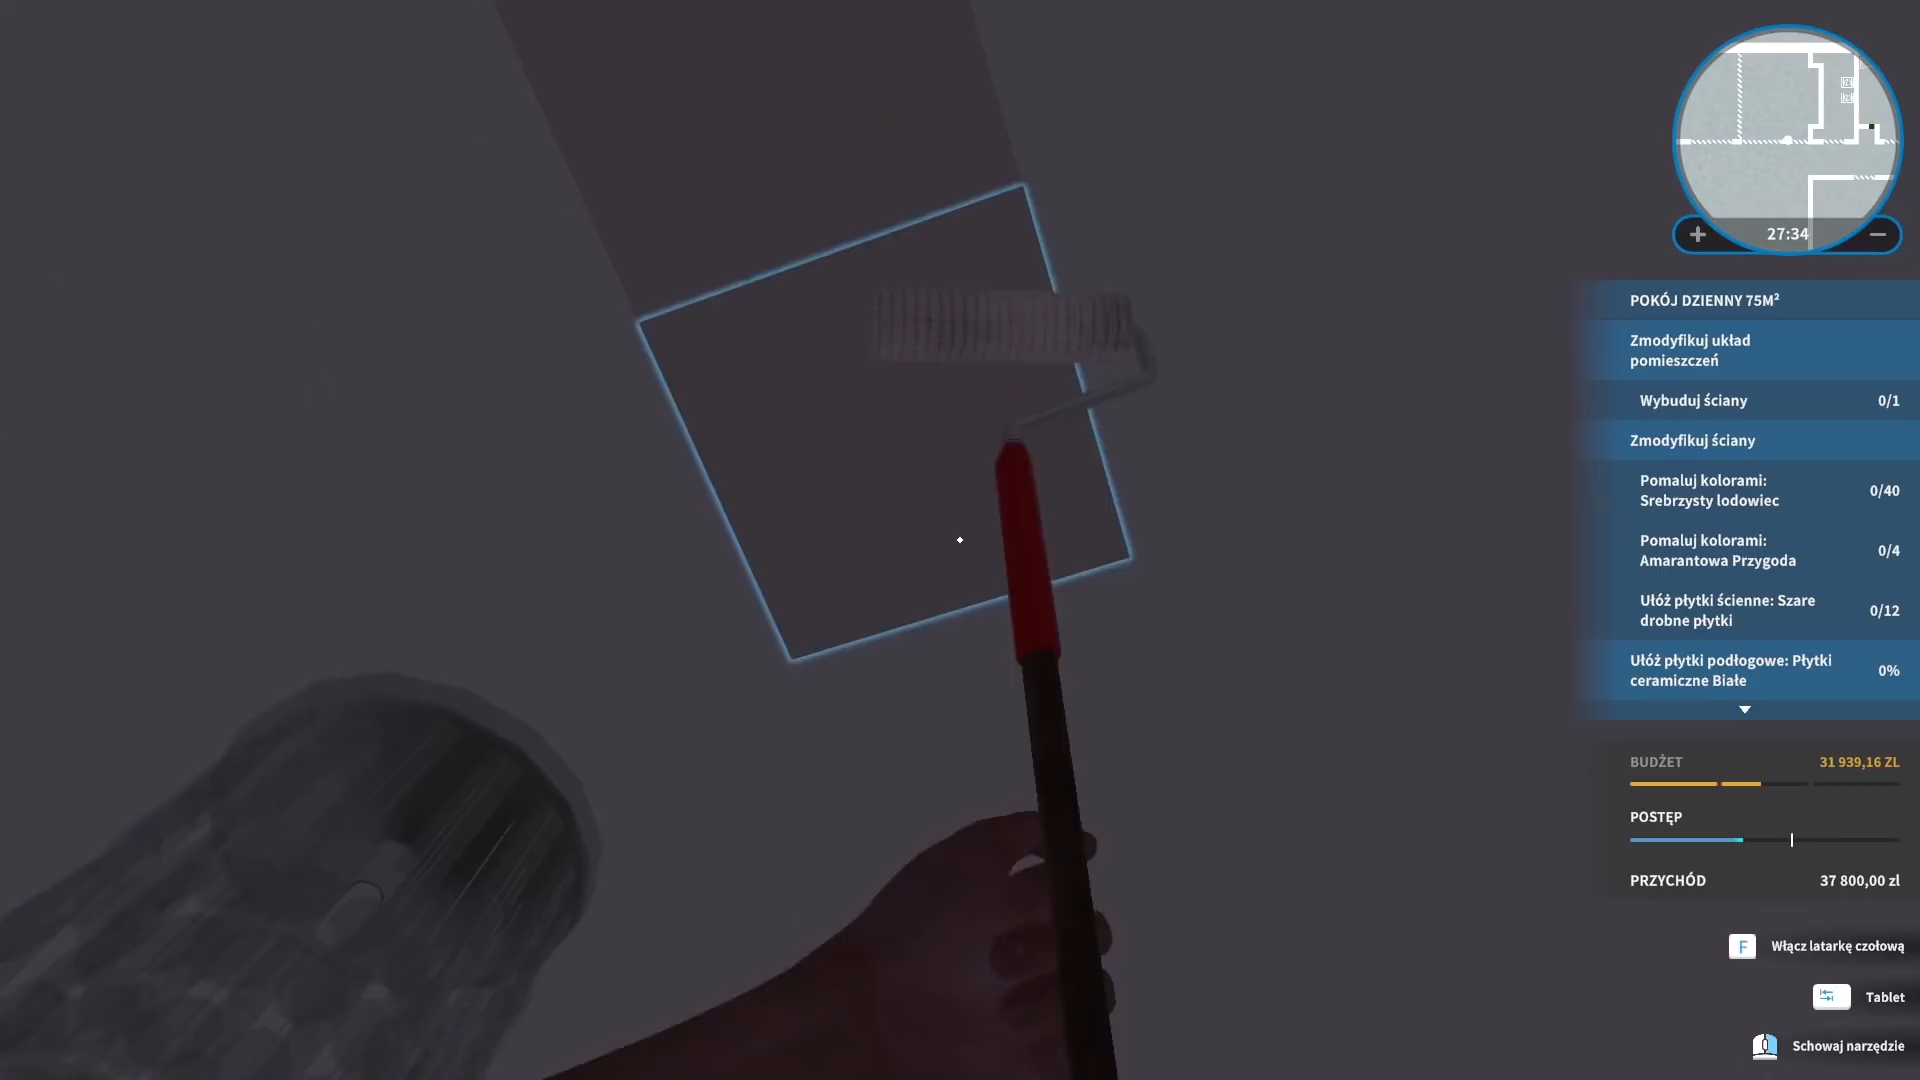 27:34
POKÓJ DZIENNY 75M²
Zmodyfikuj układ
pomieszczeń
Wybuduj ściany 0/1
Zmodyfikuj ściany
Pomaluj kolorami:
Srebrzysty lodowiec 0/40
Pomaluj kolorami:
Amarantowa Przygoda 0/4
Ułóż płytki ścienne: Szare
drobne płytki 0/12
Ułóż płytki podłogowe: Płytki
ceramiczne Białe 0%
BUDŻET 31 939,16 ZL
POSTĘP
PRZYCHÓD 37 800,00 zl
F Włącz latarkę czołową
Tablet
Schowaj narzędzie